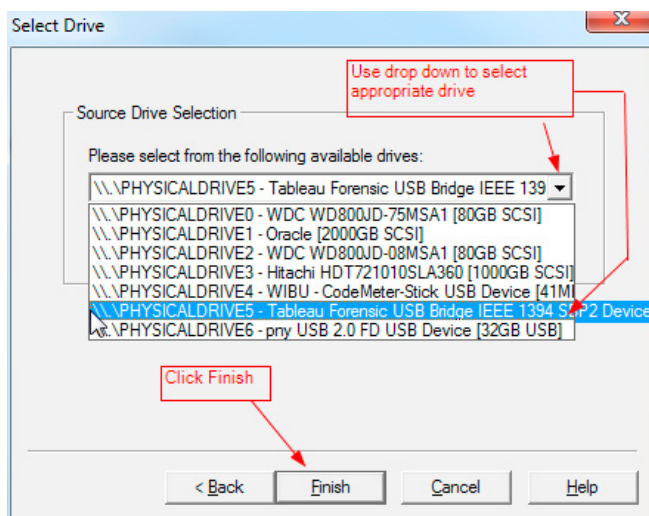 Select Drive
Use drop down to select
appropriate drive
Source Drive Selection
Please select from the following available drives:
\\.\PHYSICALDRIVE5 - Tableau Forensic USB Bridge IEEE 139
\\.\PHYSICALDRIVE0 - WDC WD800JD-75MSA1 [80GB SCSI]
\\.\PHYSICALDRIVE1 - Oracle [2000GB SCSI]
\\.\PHYSICALDRIVE2 - WDC WD800JD-08MSA1 [80GB SCSI]
\\.\PHYSICALDRIVE3 - Hitachi HDT721010SLA360 [1000GB SCSI]
\\.\PHYSICALDRIVE4 - WIBU - CodeMeter-Stick USB Device [41M
\\.\PHYSICALDRIVE5 - Tableau Forensic USB Bridge IEEE 1394 SBP2 Device
\\.\PHYSICALDRIVE6 - pny USB 2.0 FD USB Device [32GB USB]
Click Finish
< Back
Finish
Cancel
Help